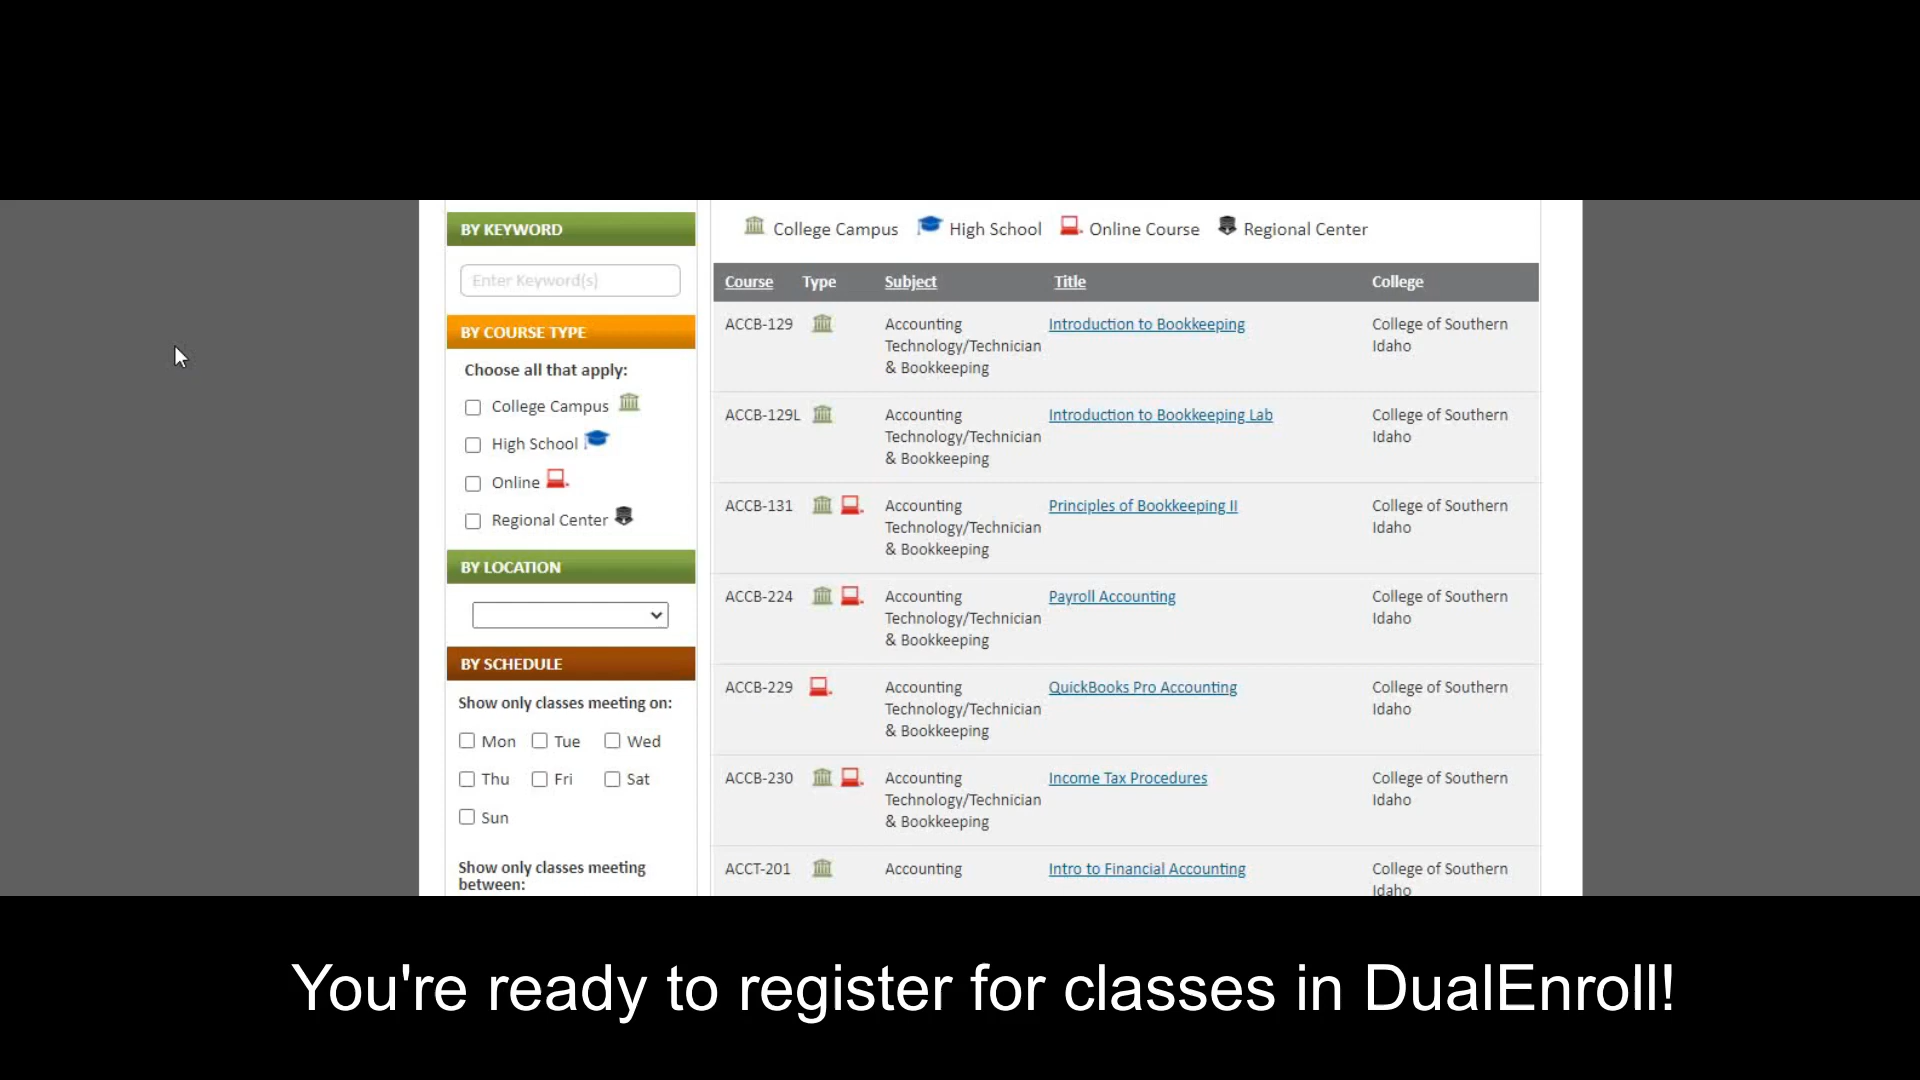 BY KEYWORD
Enter Keyword(s)
BY COURSE TYPE
Choose all that apply:
College Campus
High School
Online
Regional Center
BY LOCATION
BY SCHEDULE
Show only classes meeting on:
Mon Tue Wed
Thu Fri Sat
Sun
Show only classes meeting
between:
College Campus High School Online Course Regional Center
Course Type Subject Title College
ACCB-129 Accounting Introduction to Bookkeeping College of Southern
Technology/Technician Idaho
& Bookkeeping
ACCB-129L Accounting Introduction to Bookkeeping Lab College of Southern
Technology/Technician Idaho
& Bookkeeping
ACCB-131 Accounting Principles of Bookkeeping II College of Southern
Technology/Technician Idaho
& Bookkeeping
ACCB-224 Accounting Payroll Accounting College of Southern
Technology/Technician Idaho
& Bookkeeping
ACCB-229 Accounting QuickBooks Pro Accounting College of Southern
Technology/Technician Idaho
& Bookkeeping
ACCB-230 Accounting Income Tax Procedures College of Southern
Technology/Technician Idaho
& Bookkeeping
ACCT-201 Accounting Intro to Financial Accounting College of Southern
Idaho
You're ready to register for classes in DualEnroll!